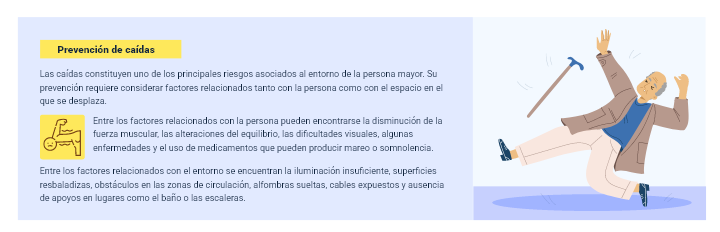 Prevención de caídas
Las caídas constituyen uno de los principales riesgos asociados al entorno de la persona mayor. Su
prevención requiere considerar factores relacionados tanto con la persona como con el espacio en el
que se desplaza.
Entre los factores relacionados con la persona pueden encontrarse la disminución de la
fuerza muscular, las alteraciones del equilibrio, las dificultades visuales, algunas
enfermedades y el uso de medicamentos que pueden producir mareo o somnolencia.
Entre los factores relacionados con el entorno se encuentran la iluminación insuficiente, superficies
resbaladizas, obstáculos en las zonas de circulación, alfombras sueltas, cables expuestos y ausencia
de apoyos en lugares como el baño o las escaleras.